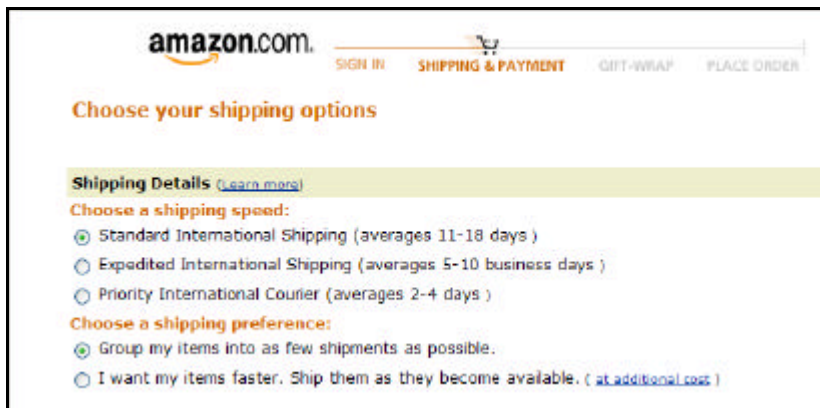 amazon.com.
SIGN IN SHIPPING & PAYMENT GIFT-WRAP PLACE ORDER
Choose your shipping options
Shipping Details (Learn more)
Choose a shipping speed:
Standard International Shipping (averages 11-18 days )
Expedited International Shipping (averages 5-10 business days )
Priority International Courier (averages 2-4 days )
Choose a shipping preference:
Group my items into as few shipments as possible.
I want my items faster. Ship them as they become available. ( at additional cost )